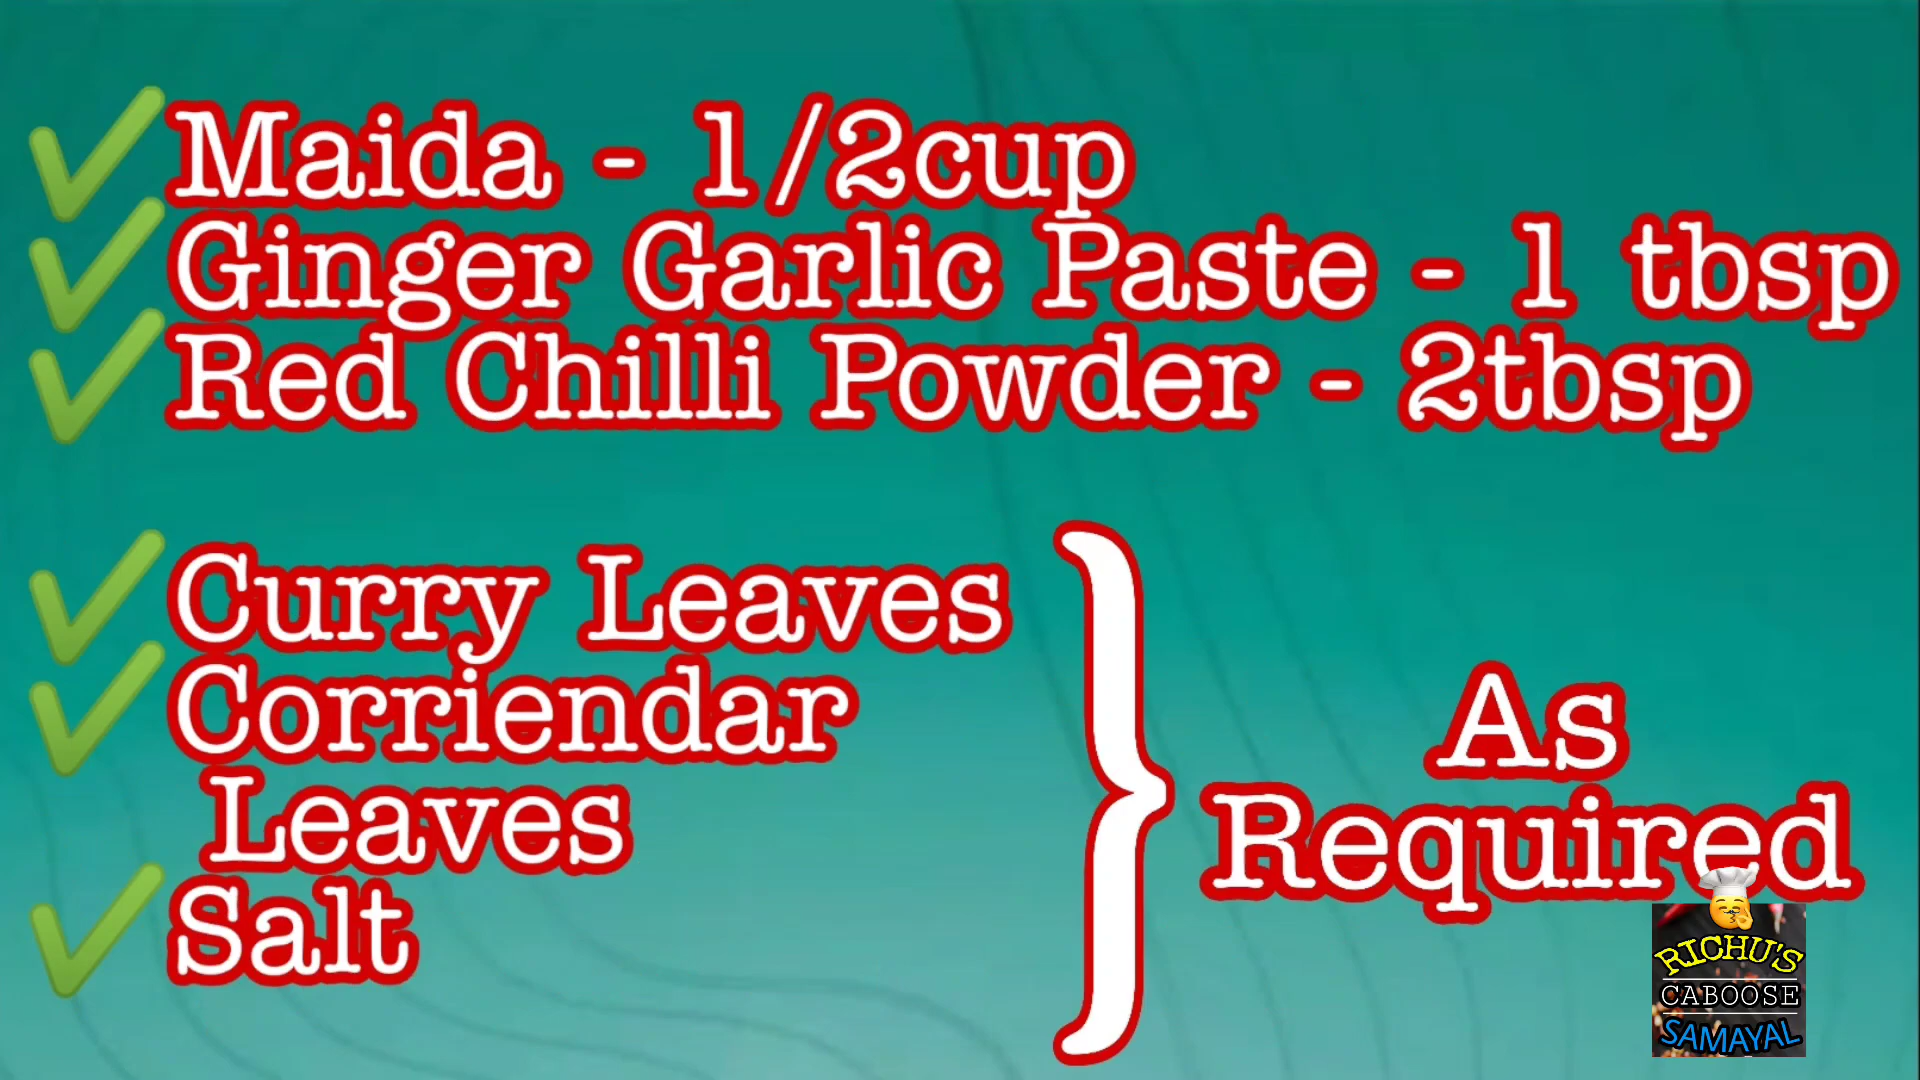 Maida - 1/2cup
Ginger Garlic Paste - 1 tbsp
Red Chilli Powder - 2tbsp
Curry Leaves
Corriendar
Leaves
Salt
As
Required
RICHU'S
CABOOSE
SAMAYAL